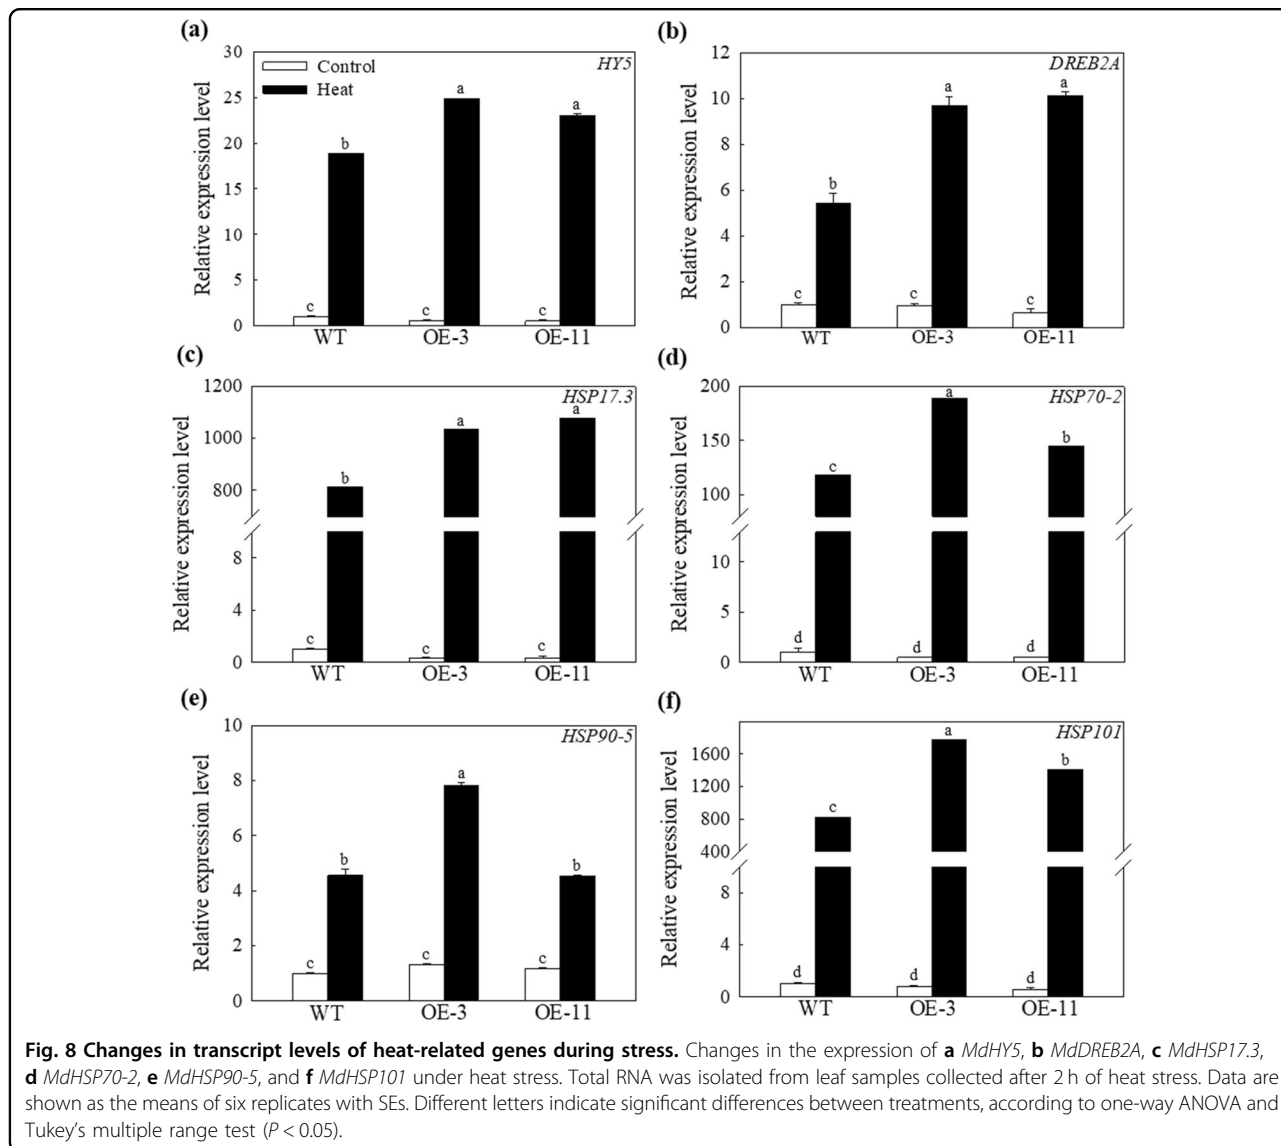 (a)
30
25
20
15
10
5
0
Relative expression level
Control
Heat
HY5
b
a
a
c
c
c
WT
OE-3
OE-11
(b)
12
10
8
6
4
2
0
Relative expression level
DREB2A
b
a
a
c
c
c
WT
OE-3
OE-11
(c)
1200
1000
800
8
4
0
Relative expression level
HSP17.3
b
a
a
c
c
c
WT
OE-3
OE-11
(d)
200
150
100
10
5
0
Relative expression level
HSP70-2
c
a
b
d
d
d
WT
OE-3
OE-11
(e)
10
8
6
4
2
0
Relative expression level
HSP90-5
b
a
b
c
c
c
WT
OE-3
OE-11
(f)
1600
1200
800
400
8
4
0
Relative expression level
HSP101
c
a
b
d
d
d
WT
OE-3
OE-11
Fig. 8 Changes in transcript levels of heat-related genes during stress. Changes in the expression of a MdHY5, b MdDREB2A, c MdHSP17.3,
d MdHSP70-2, e MdHSP90-5, and f MdHSP101 under heat stress. Total RNA was isolated from leaf samples collected after 2 h of heat stress. Data are
shown as the means of six replicates with SEs. Different letters indicate significant differences between treatments, according to one-way ANOVA and
Tukey's multiple range test (P < 0.05).